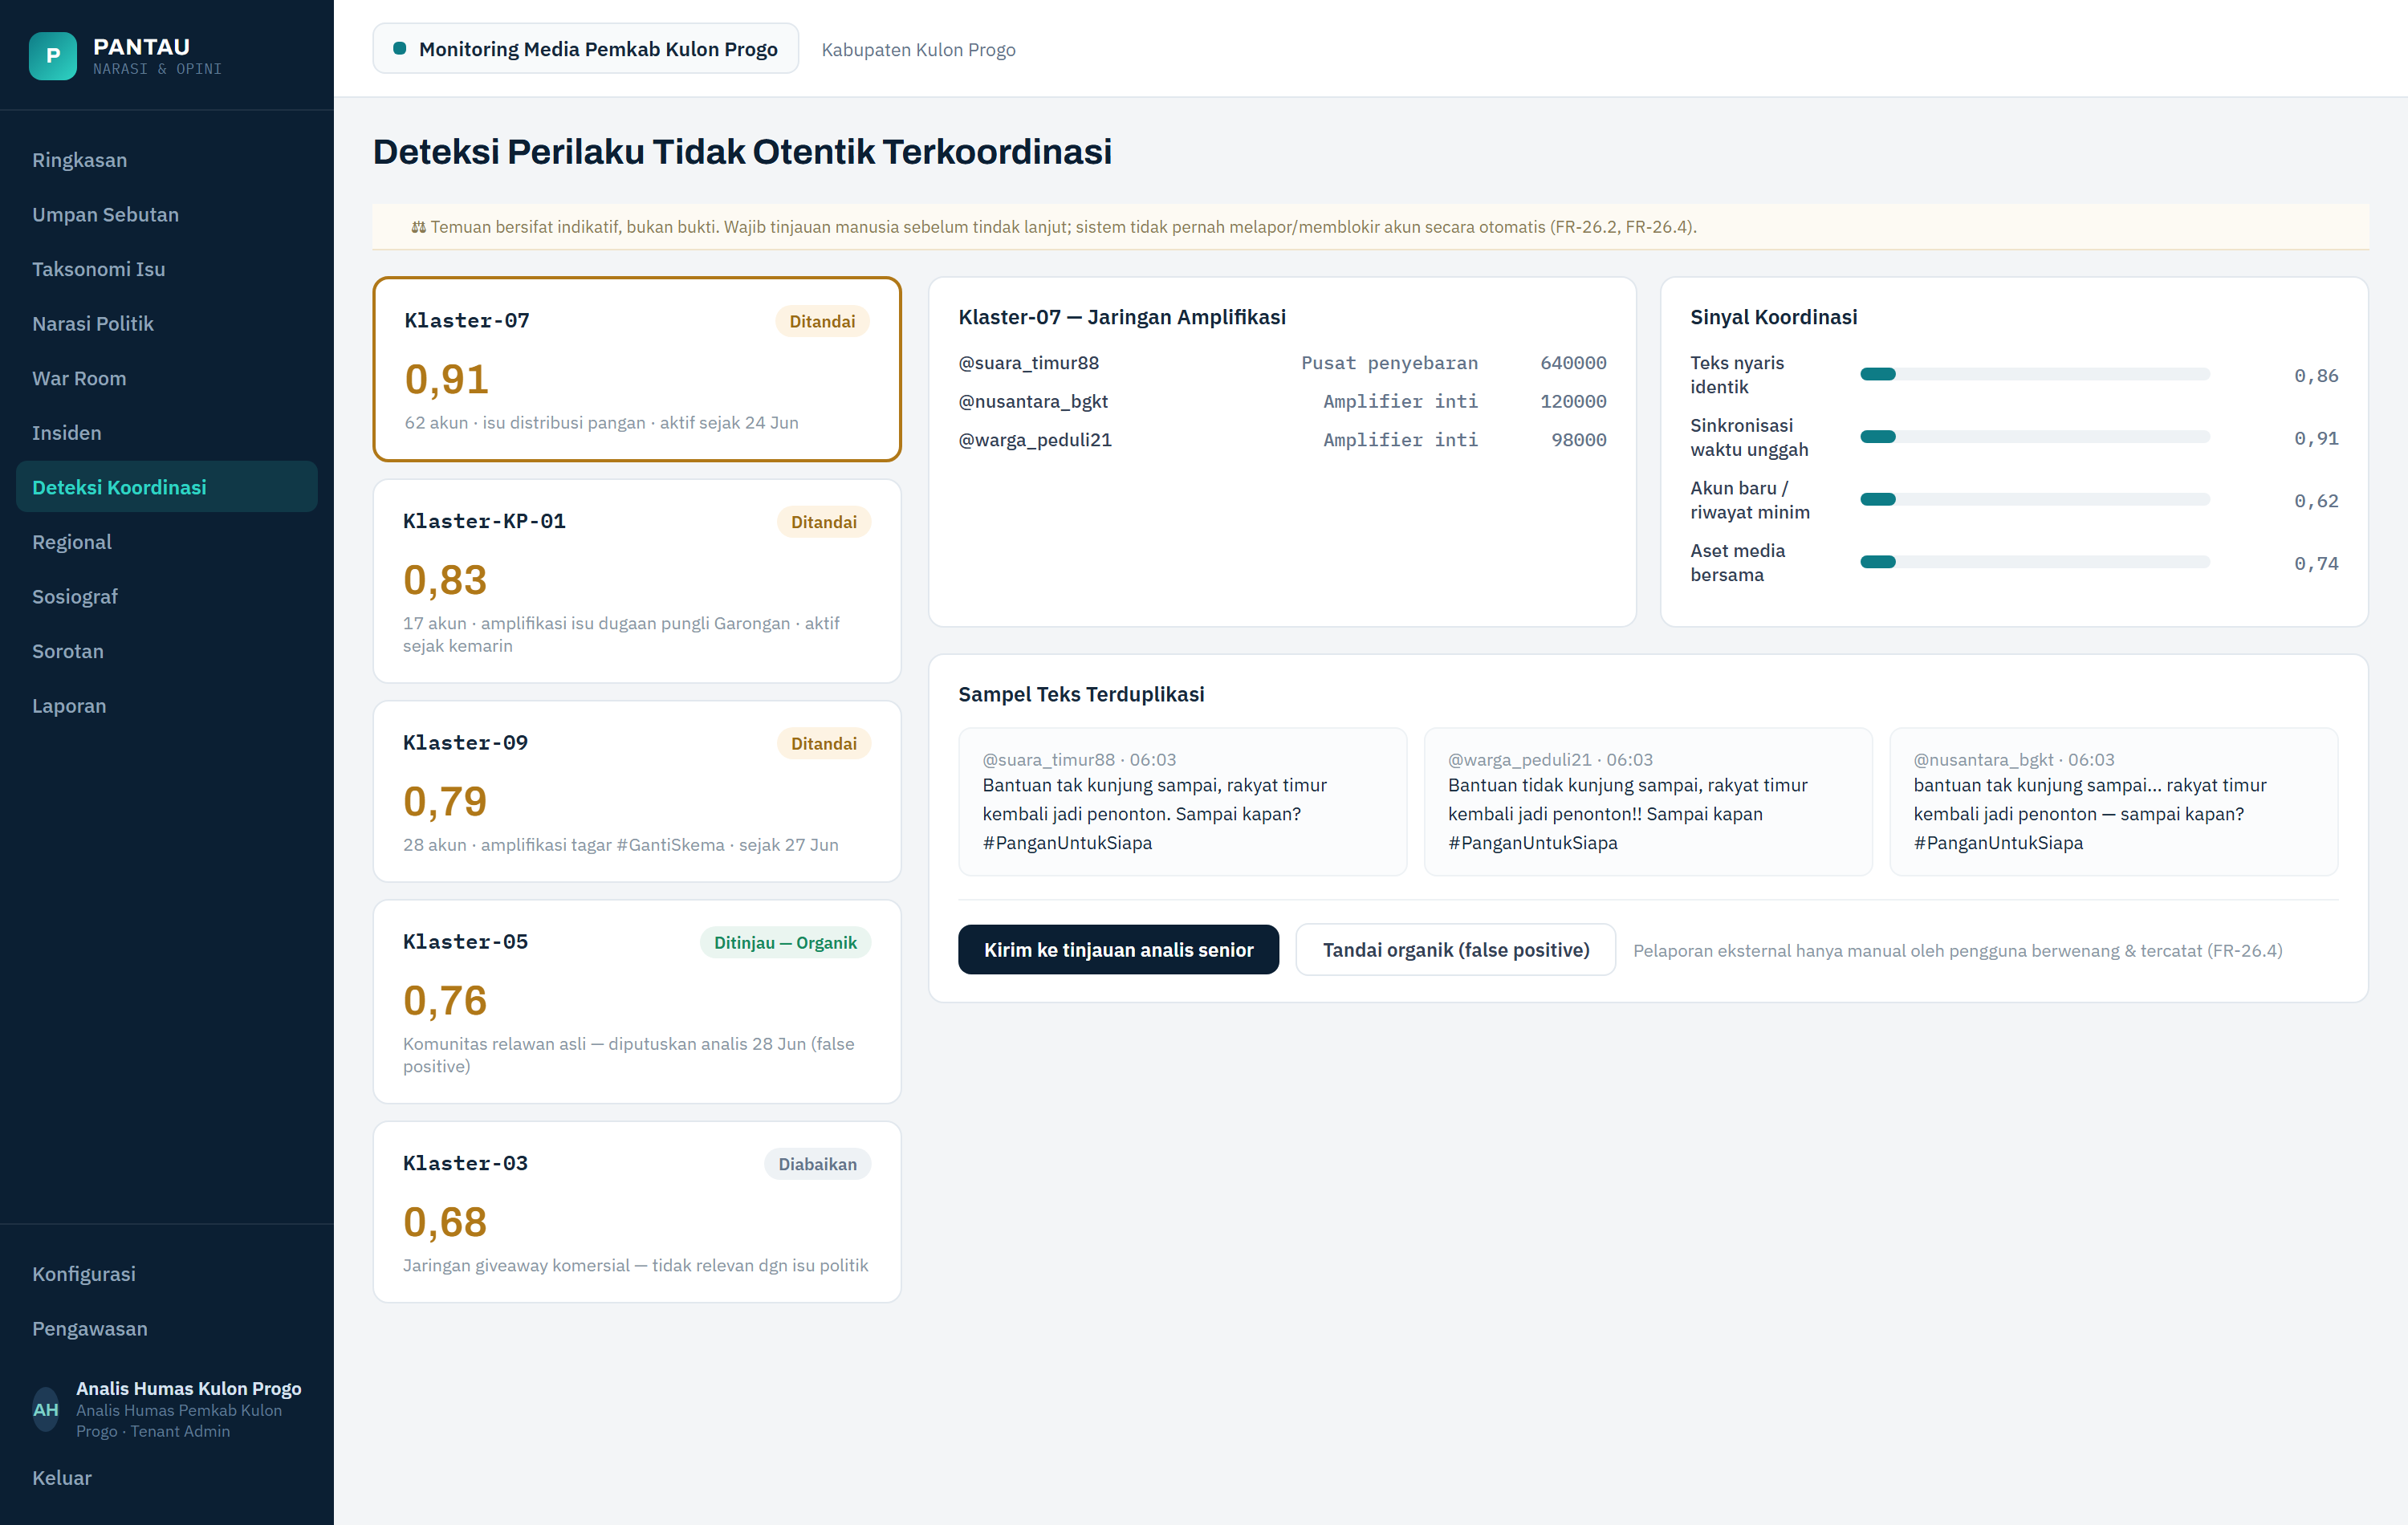 P
PANTAU
NARASI & OPINI
Ringkasan
Umpan Sebutan
Taksonomi Isu
Narasi Politik
War Room
Insiden
Deteksi Koordinasi
Regional
Sosiograf
Sorotan
Laporan
Konfigurasi
Pengawasan
AH
Analis Humas Kulon Progo
Analis Humas Pemkab Kulon
Progo · Tenant Admin
Keluar
Monitoring Media Pemkab Kulon Progo
Kabupaten Kulon Progo
Deteksi Perilaku Tidak Otentik Terkoordinasi
⚖ Temuan bersifat indikatif, bukan bukti. Wajib tinjauan manusia sebelum tindak lanjut; sistem tidak pernah melapor/memblokir akun secara otomatis (FR-26.2, FR-26.4).
Klaster-07
Ditandai
0,91
62 akun · isu distribusi pangan · aktif sejak 24 Jun
Klaster-KP-01
Ditandai
0,83
17 akun · amplifikasi isu dugaan pungli Garongan · aktif
sejak kemarin
Klaster-09
Ditandai
0,79
28 akun · amplifikasi tagar #GantiSkema · sejak 27 Jun
Klaster-05
Ditinjau — Organik
0,76
Komunitas relawan asli — diputuskan analis 28 Jun (false
positive)
Klaster-03
Diabaikan
0,68
Jaringan giveaway komersial — tidak relevan dgn isu politik
Klaster-07 — Jaringan Amplifikasi
@suara_timur88 Pusat penyebaran 640000
@nusantara_bgkt Amplifier inti 120000
@warga_peduli21 Amplifier inti 98000
Sinyal Koordinasi
Teks nyaris
identik
0,86
Sinkronisasi
waktu unggah
0,91
Akun baru /
riwayat minim
0,62
Aset media
bersama
0,74
Sampel Teks Terduplikasi
@suara_timur88 · 06:03
Bantuan tak kunjung sampai, rakyat timur
kembali jadi penonton. Sampai kapan?
#PanganUntukSiapa
@warga_peduli21 · 06:03
Bantuan tidak kunjung sampai, rakyat timur
kembali jadi penonton!! Sampai kapan
#PanganUntukSiapa
@nusantara_bgkt · 06:03
bantuan tak kunjung sampai... rakyat timur
kembali jadi penonton — sampai kapan?
#PanganUntukSiapa
Kirim ke tinjauan analis senior
Tandai organik (false positive)
Pelaporan eksternal hanya manual oleh pengguna berwenang & tercatat (FR-26.4)